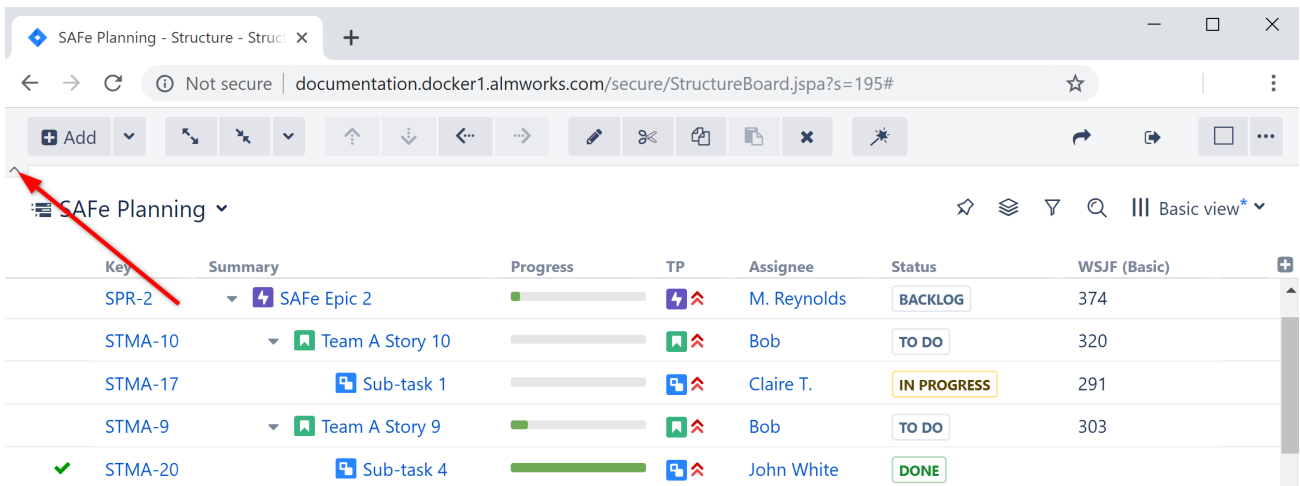 SAFe Planning - Structure - Struc
Not secure documentation.docker1.almworks.com/secure/StructureBoard.jspa?s=195#
Add
SAFe Planning Basic view*
Key Summary Progress TP Assignee Status WSJF (Basic)
SPR-2 SAFe Epic 2 M. Reynolds BACKLOG 374
STMA-10 Team A Story 10 Bob TO DO 320
STMA-17 Sub-task 1 Claire T. IN PROGRESS 291
STMA-9 Team A Story 9 Bob TO DO 303
STMA-20 Sub-task 4 John White DONE